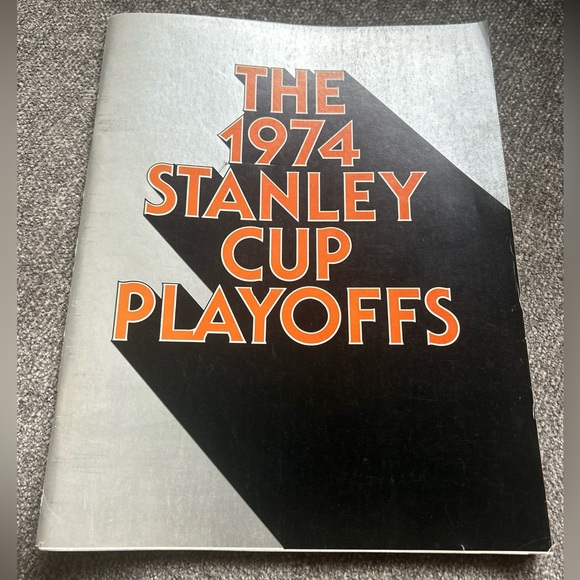 THE
1974
STANLEY
CUP
PLAYOFFS